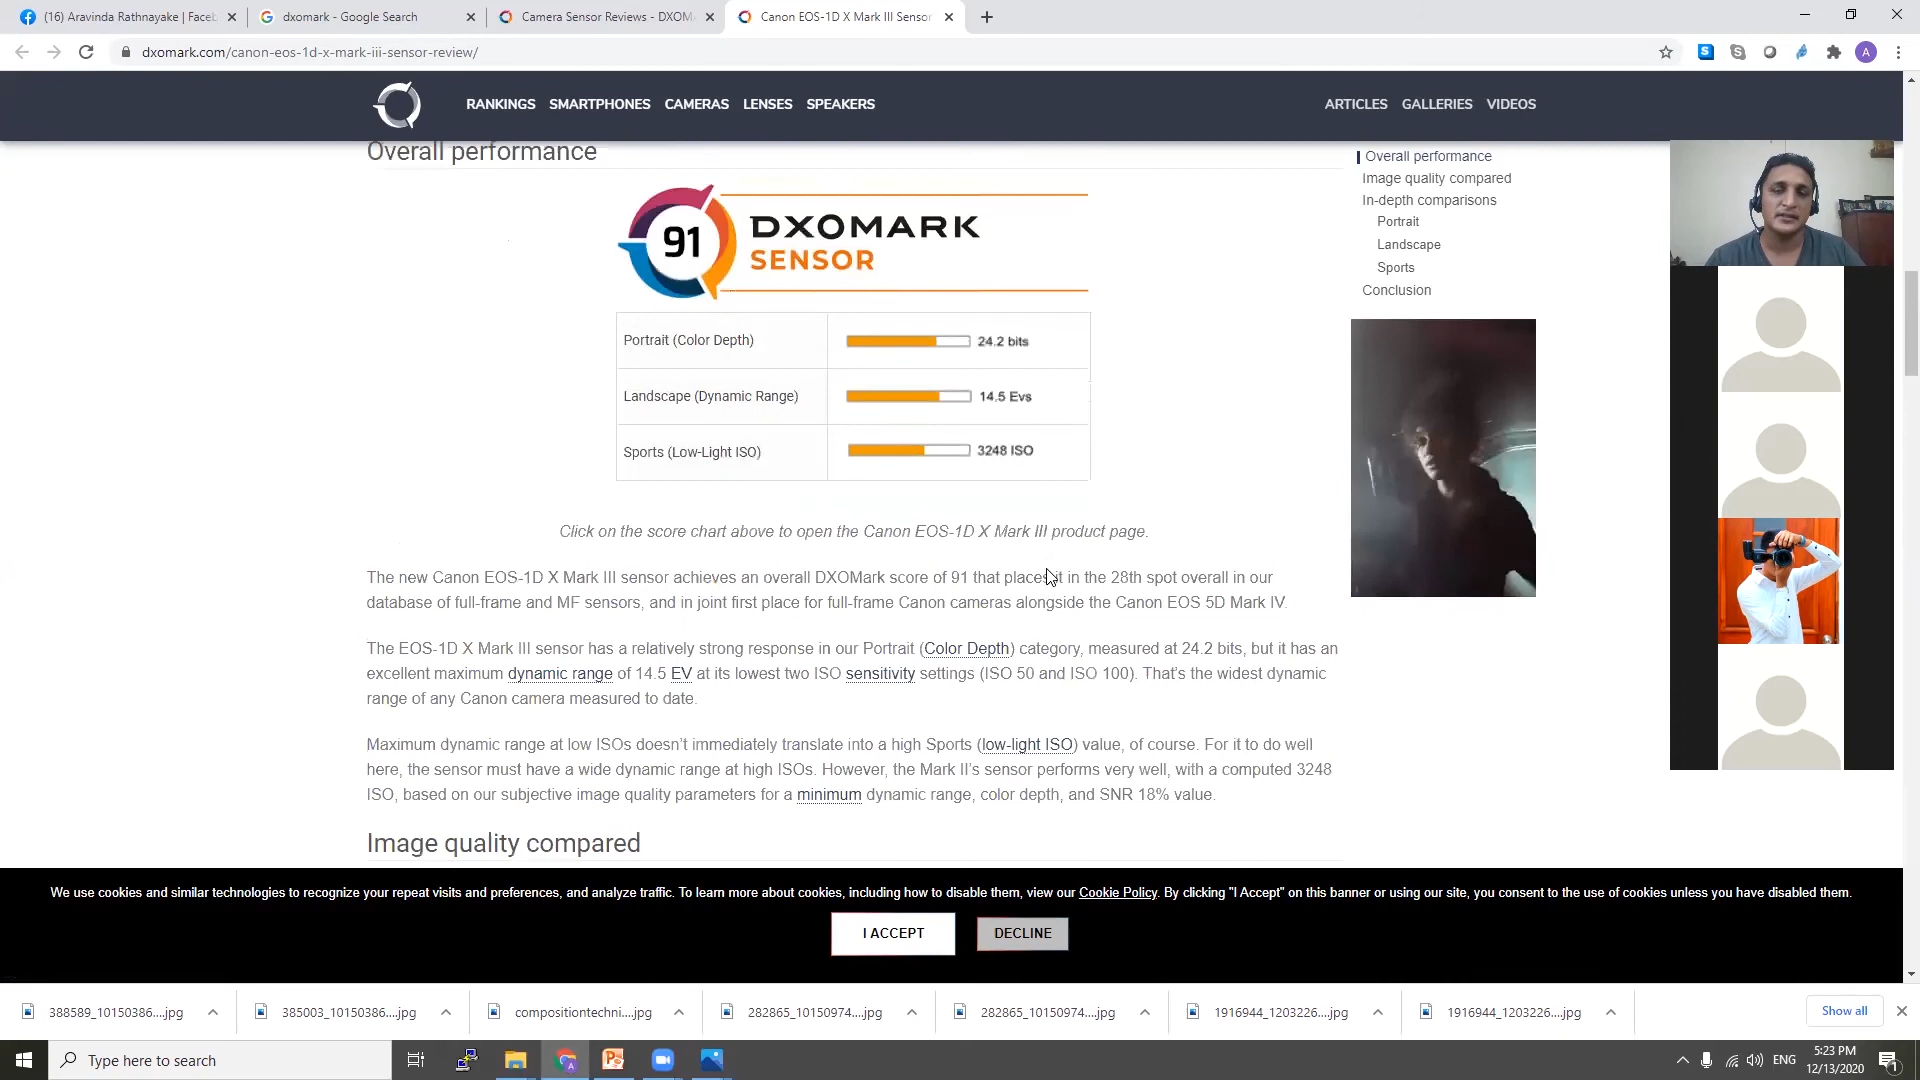 (16) Aravinda Rathnayake | Faceb
dxomark - Google Search
Camera Sensor Reviews - DXOM
Canon EOS-1D X Mark III Sensor
dxomark.com/canon-eos-1d-x-mark-iii-sensor-review/
S
A
RANKINGS SMARTPHONES CAMERAS LENSES SPEAKERS
ARTICLES GALLERIES VIDEOS
Overall performance
91
DXOMARK
SENSOR
Portrait (Color Depth) 24.2 bits
Landscape (Dynamic Range) 14.5 Evs
Sports (Low-Light ISO) 3248 ISO
Click on the score chart above to open the Canon EOS-1D X Mark III product page.
The new Canon EOS-1D X Mark III sensor achieves an overall DXOMark score of 91 that places it in the 28th spot overall in our
database of full-frame and MF sensors, and in joint first place for full-frame Canon cameras alongside the Canon EOS 5D Mark IV.
The EOS-1D X Mark III sensor has a relatively strong response in our Portrait (Color Depth) category, measured at 24.2 bits, but it has an
excellent maximum dynamic range of 14.5 EV at its lowest two ISO sensitivity settings (ISO 50 and ISO 100). That's the widest dynamic
range of any Canon camera measured to date.
Maximum dynamic range at low ISOs doesn't immediately translate into a high Sports (low-light ISO) value, of course. For it to do well
here, the sensor must have a wide dynamic range at high ISOs. However, the Mark II's sensor performs very well, with a computed 3248
ISO, based on our subjective image quality parameters for a minimum dynamic range, color depth, and SNR 18% value.
Image quality compared
Overall performance
Image quality compared
In-depth comparisons
Portrait
Landscape
Sports
Conclusion
We use cookies and similar technologies to recognize your repeat visits and preferences, and analyze traffic. To learn more about cookies, including how to disable them, view our Cookie Policy. By clicking "I Accept" on this banner or using our site, you consent to the use of cookies unless you have disabled them.
I ACCEPT
DECLINE
388589_10150386....jpg
385003_10150386....jpg
compositiontechni....jpg
282865_10150974....jpg
282865_10150974....jpg
1916944_1203226....jpg
1916944_1203226....jpg
Show all
Type here to search
ENG
5:23 PM
12/13/2020
1